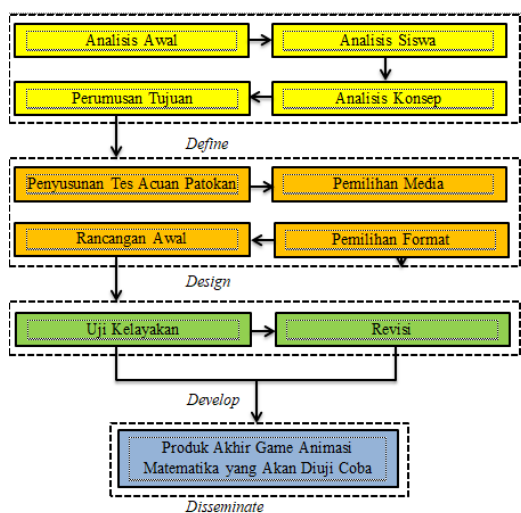 Analisis Awal
Analisis Siswa
Perumusan Tujuan
Analisis Konsep
Define
Penyusunan Tes Acuan Patokan
Pemilihan Media
Rancangan Awal
Pemilihan Format
Design
Uji Kelayakan
Revisi
Develop
Produk Akhir Game Animasi
Matematika yang Akan Diuji Coba
Disseminate